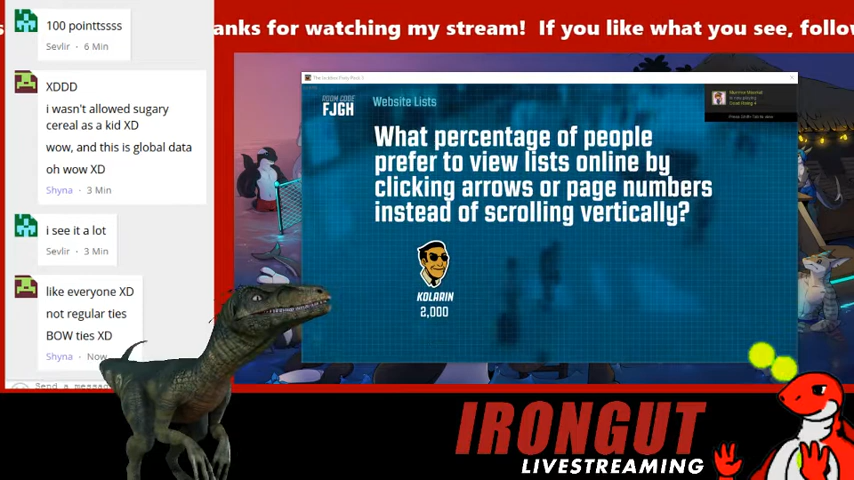 anks for watching my stream!  If you like what you see, follow
100 pointtssss
Sevlir · 6 Min
XDDD
i wasn't allowed sugary
cereal as a kid XD
wow, and this is global data
oh wow XD
Shyna · 3 Min
i see it a lot
Sevlir · 3 Min
like everyone XD
not regular ties
BOW ties XD
Shyna · Now
Send a messag
ROOM CODE
FJGH
Website Lists
What percentage of people
prefer to view lists online by
clicking arrows or page numbers
instead of scrolling vertically?
KOLARIN
2,000
IRONGUT
LIVESTREAMING